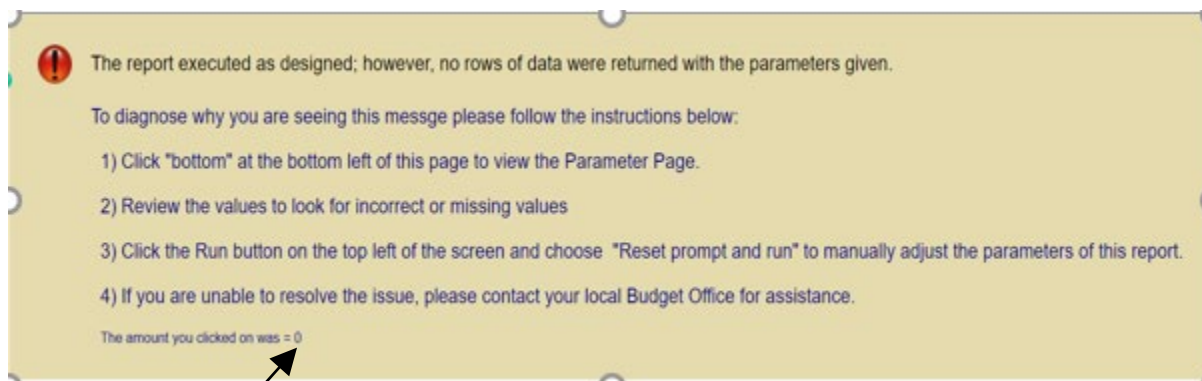 The report executed as designed; however, no rows of data were returned with the parameters given.
To diagnose why you are seeing this messge please follow the instructions below:
1) Click "bottom" at the bottom left of this page to view the Parameter Page.
2) Review the values to look for incorrect or missing values
3) Click the Run button on the top left of the screen and choose "Reset prompt and run" to manually adjust the parameters of this report.
4) If you are unable to resolve the issue, please contact your local Budget Office for assistance.
The amount you clicked on was = 0